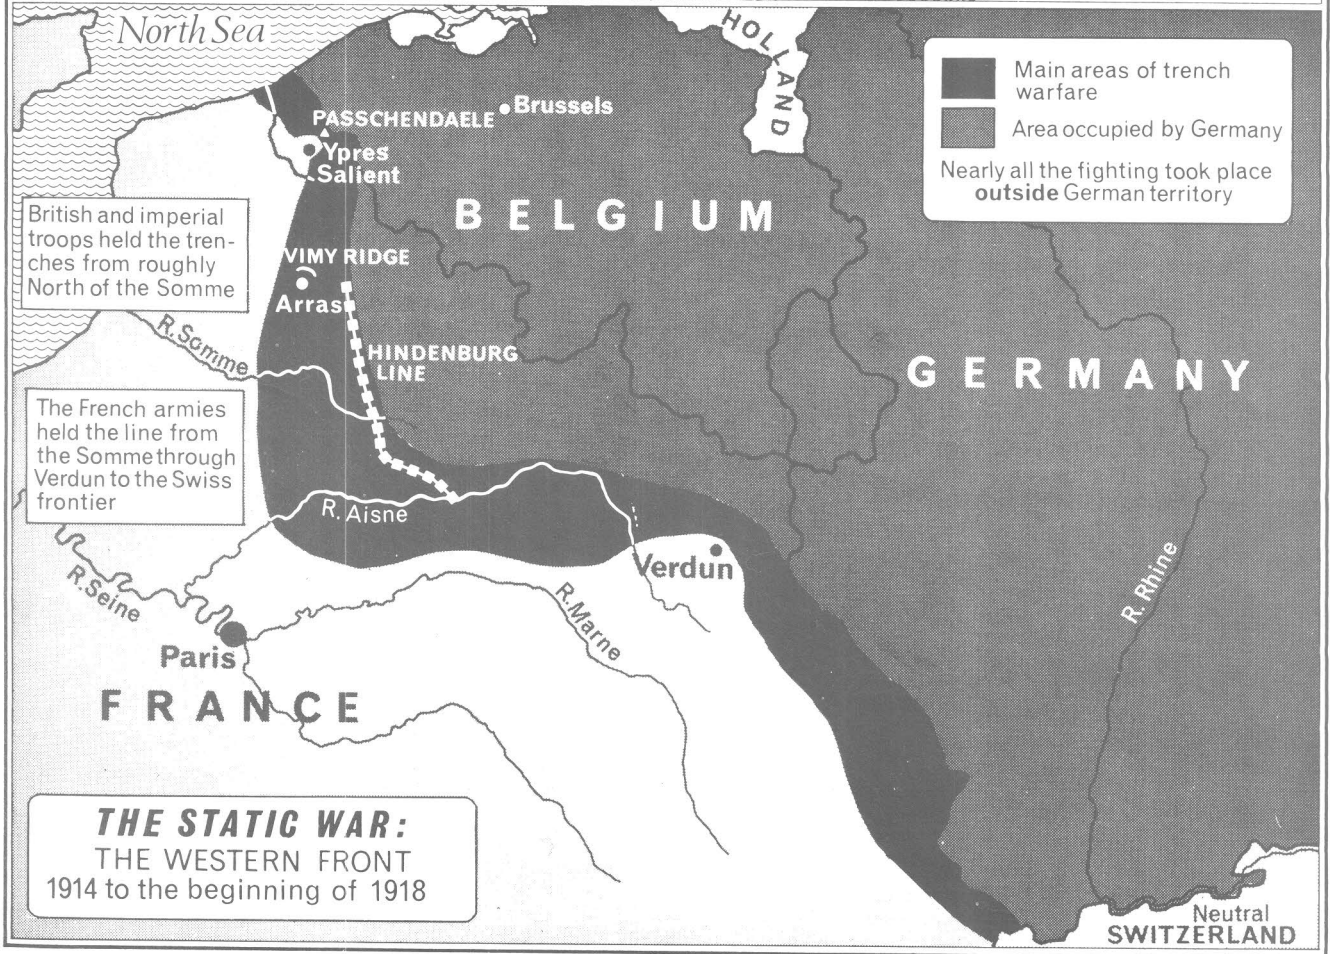 North Sea
HOLLAND
Main areas of trench
warfare
Area occupied by Germany
Nearly all the fighting took place
outside German territory
PASSCHENDAELE
Brussels
Ypres
Salient
BELGIUM
British and imperial
troops held the tren-
ches from roughly
North of the Somme
VIMY RIDGE
Arras
R. Somme
HINDENBURG
LINE
GERMANY
The French armies
held the line from
the Somme through
Verdun to the Swiss
frontier
R. Aisne
Verdun
R. Seine
R. Marne
R. Rhine
Paris
FRANCE
THE STATIC WAR:
THE WESTERN FRONT
1914 to the beginning of 1918
Neutral
SWITZERLAND